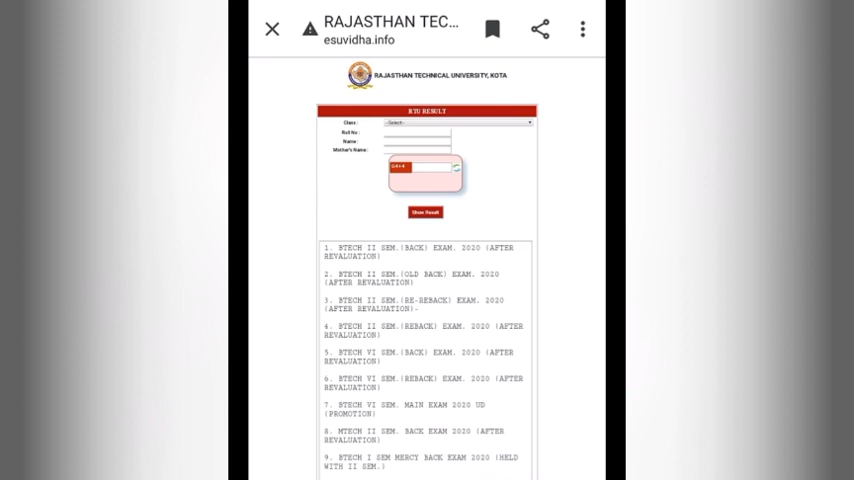 RAJASTHAN TEC...
esuvidha.info
RAJASTHAN TECHNICAL UNIVERSITY, KOTA
RTU RESULT
Class : --Select--
Roll No :
Name :
Mother's Name:
Show Result
1. BTECH II SEM.(BACK) EXAM. 2020 (AFTER
REVALUATION)
2. BTECH II SEM.(OLD BACK) EXAM. 2020
(AFTER REVALUATION)
3. BTECH II SEM.(RE-REBACK) EXAM. 2020
(AFTER REVALUATION)-
4. BTECH II SEM.(REBACK) EXAM. 2020 (AFTER
REVALUATION)
5. BTECH VI SEM.(BACK) EXAM. 2020 (AFTER
REVALUATION)
6. BTECH VI SEM.(REBACK) EXAM. 2020 (AFTER
REVALUATION)
7. BTECH VI SEM. MAIN EXAM 2020 UD
(PROMOTION)
8. MTECH II SEM. BACK EXAM 2020 (AFTER
REVALUATION)
9. BTECH I SEM MERCY BACK EXAM 2020 (HELD
WITH II SEM.)